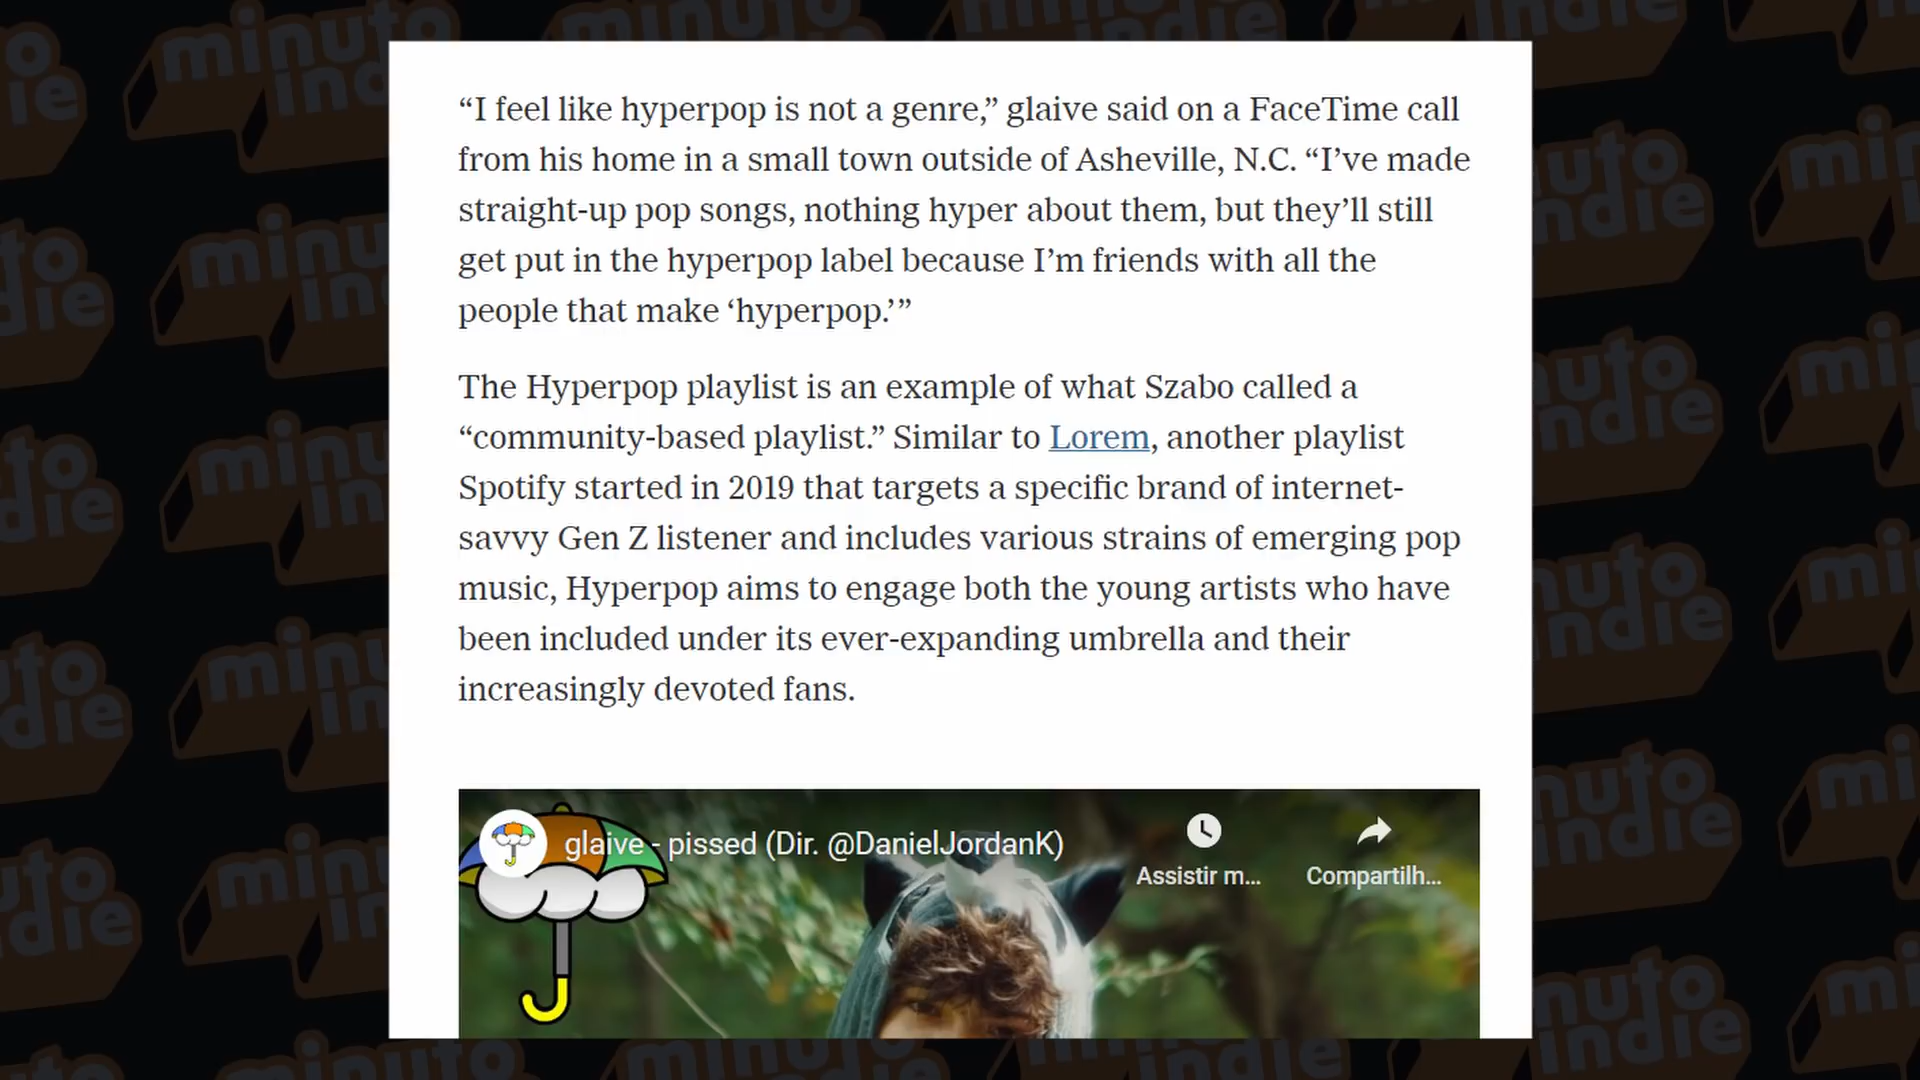 “I feel like hyperpop is not a genre,” glaive said on a FaceTime call
from his home in a small town outside of Asheville, N.C. “I’ve made
straight-up pop songs, nothing hyper about them, but they’ll still
get put in the hyperpop label because I’m friends with all the
people that make ‘hyperpop.’”
The Hyperpop playlist is an example of what Szabo called a
“community-based playlist.” Similar to Lorem, another playlist
Spotify started in 2019 that targets a specific brand of internet-
savvy Gen Z listener and includes various strains of emerging pop
music, Hyperpop aims to engage both the young artists who have
been included under its ever-expanding umbrella and their
increasingly devoted fans.
glaive - pissed (Dir. @DanielJordanK)
Assistir m...
Compartilh...
minuto
indie